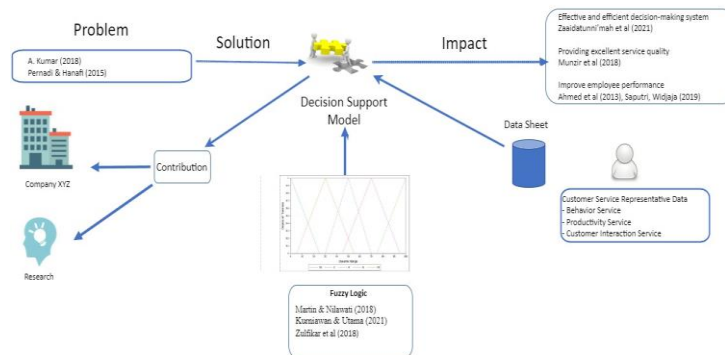 Problem
Solution
Impact
A. Kumar (2018)
Pernadi & Hanafi (2015)
Effective and efficient decision-making system
Zaaidatunni'mah et al (2021)
Providing excellent service quality
Munzir et al (2018)
Improve employee performance
Ahmed et al (2013), Saputri, Widjaja (2019)
Decision Support
Model
Data Sheet
Contribution
Company XYZ
Research
Customer Service Representative Data
- Behavior Service
- Productivity Service
- Customer Interaction Service
Fuzzy Logic
Martin & Nilawati (2018)
Kurniawan & Utama (2021)
Zulfikar et al (2018)